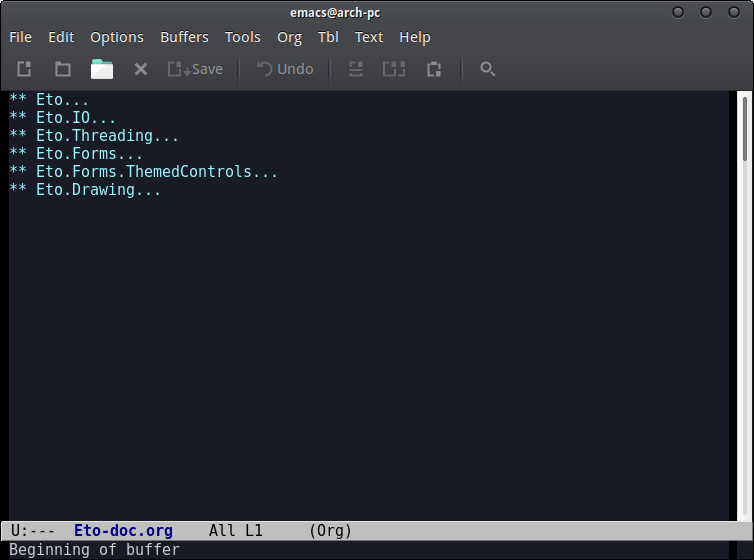 emacs@arch-pc
File Edit Options Buffers Tools Org Tbl Text Help
Save Undo
** Eto...
** Eto.IO...
** Eto.Threading...
** Eto.Forms...
** Eto.Forms.ThemedControls...
** Eto.Drawing...
U:--- Eto-doc.org All L1 (Org)
Beginning of buffer